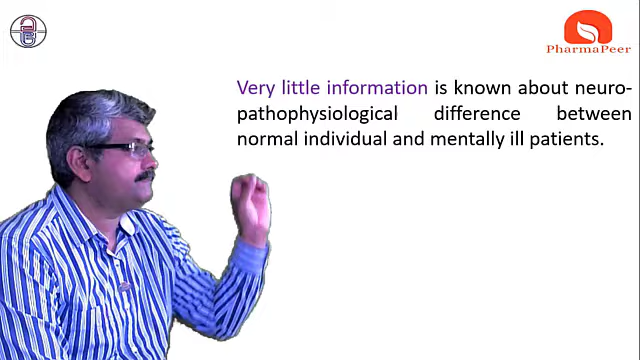 PharmaPeer
Very little information is known about neuro-
pathophysiological difference between
normal individual and mentally ill patients.